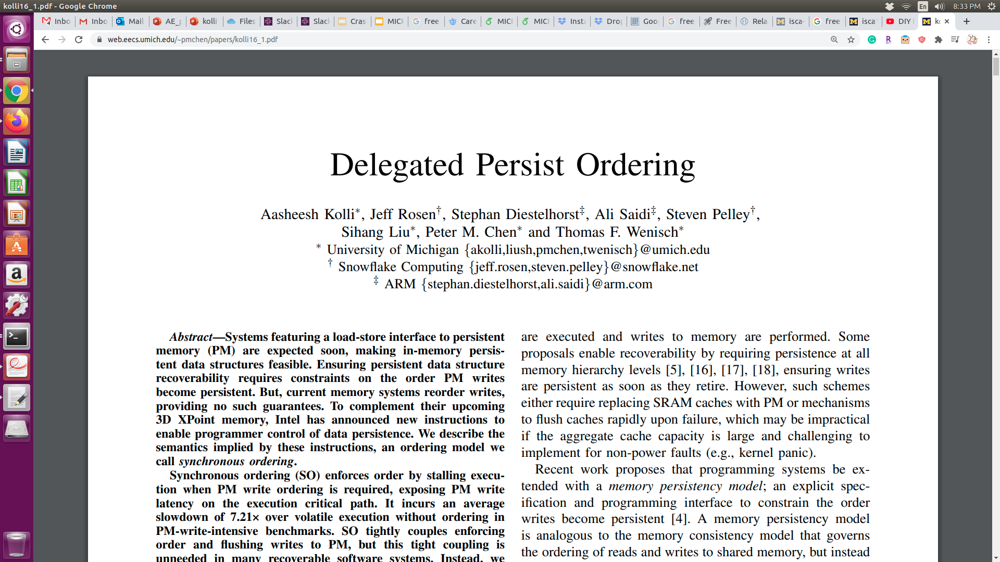 kolli16_1.pdf - Google Chrome
En
8:33 PM
Inbo
Inbo
Mail
AE_p
kolli
Files
Slack
Slack
Cras
MICR
free
Care
MICR
MICR
Insta
Drop
Goo
free
Free
Rela
isca-
free
isca
DIY
web.eecs.umich.edu/~pmchen/papers/kolli16_1.pdf
Delegated Persist Ordering
Aasheesh Kolli*, Jeff Rosen†, Stephan Diestelhorst‡, Ali Saidi‡, Steven Pelley†,
Sihang Liu*, Peter M. Chen* and Thomas F. Wenisch*
* University of Michigan {akolli,liush,pmchen,twenisch}@umich.edu
† Snowflake Computing {jeff.rosen,steven.pelley}@snowflake.net
‡ ARM {stephan.diestelhorst,ali.saidi}@arm.com
Abstract—Systems featuring a load-store interface to persistent
memory (PM) are expected soon, making in-memory persis-
tent data structures feasible. Ensuring persistent data structure
recoverability requires constraints on the order PM writes
become persistent. But, current memory systems reorder writes,
providing no such guarantees. To complement their upcoming
3D XPoint memory, Intel has announced new instructions to
enable programmer control of data persistence. We describe the
semantics implied by these instructions, an ordering model we
call synchronous ordering.
Synchronous ordering (SO) enforces order by stalling execu-
tion when PM write ordering is required, exposing PM write
latency on the execution critical path. It incurs an average
slowdown of 7.21× over volatile execution without ordering in
PM-write-intensive benchmarks. SO tightly couples enforcing
order and flushing writes to PM, but this tight coupling is
unneeded in many recoverable software systems. Instead, we
are executed and writes to memory are performed. Some
proposals enable recoverability by requiring persistence at all
memory hierarchy levels [5], [16], [17], [18], ensuring writes
are persistent as soon as they retire. However, such schemes
either require replacing SRAM caches with PM or mechanisms
to flush caches rapidly upon failure, which may be impractical
if the aggregate cache capacity is large and challenging to
implement for non-power faults (e.g., kernel panic).
Recent work proposes that programming systems be ex-
tended with a memory persistency model; an explicit spec-
ification and programming interface to constrain the order
writes become persistent [4]. A memory persistency model
is analogous to the memory consistency model that governs
the ordering of reads and writes to shared memory, but instead